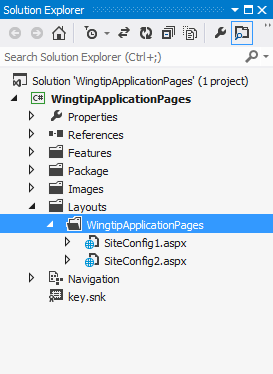 Solution Explorer
Search Solution Explorer (Ctrl+;)
Solution 'WingtipApplicationPages' (1 project)
C# WingtipApplicationPages
Properties
References
Features
Package
Images
Layouts
WingtipApplicationPages
SiteConfig1.aspx
SiteConfig2.aspx
Navigation
key.snk